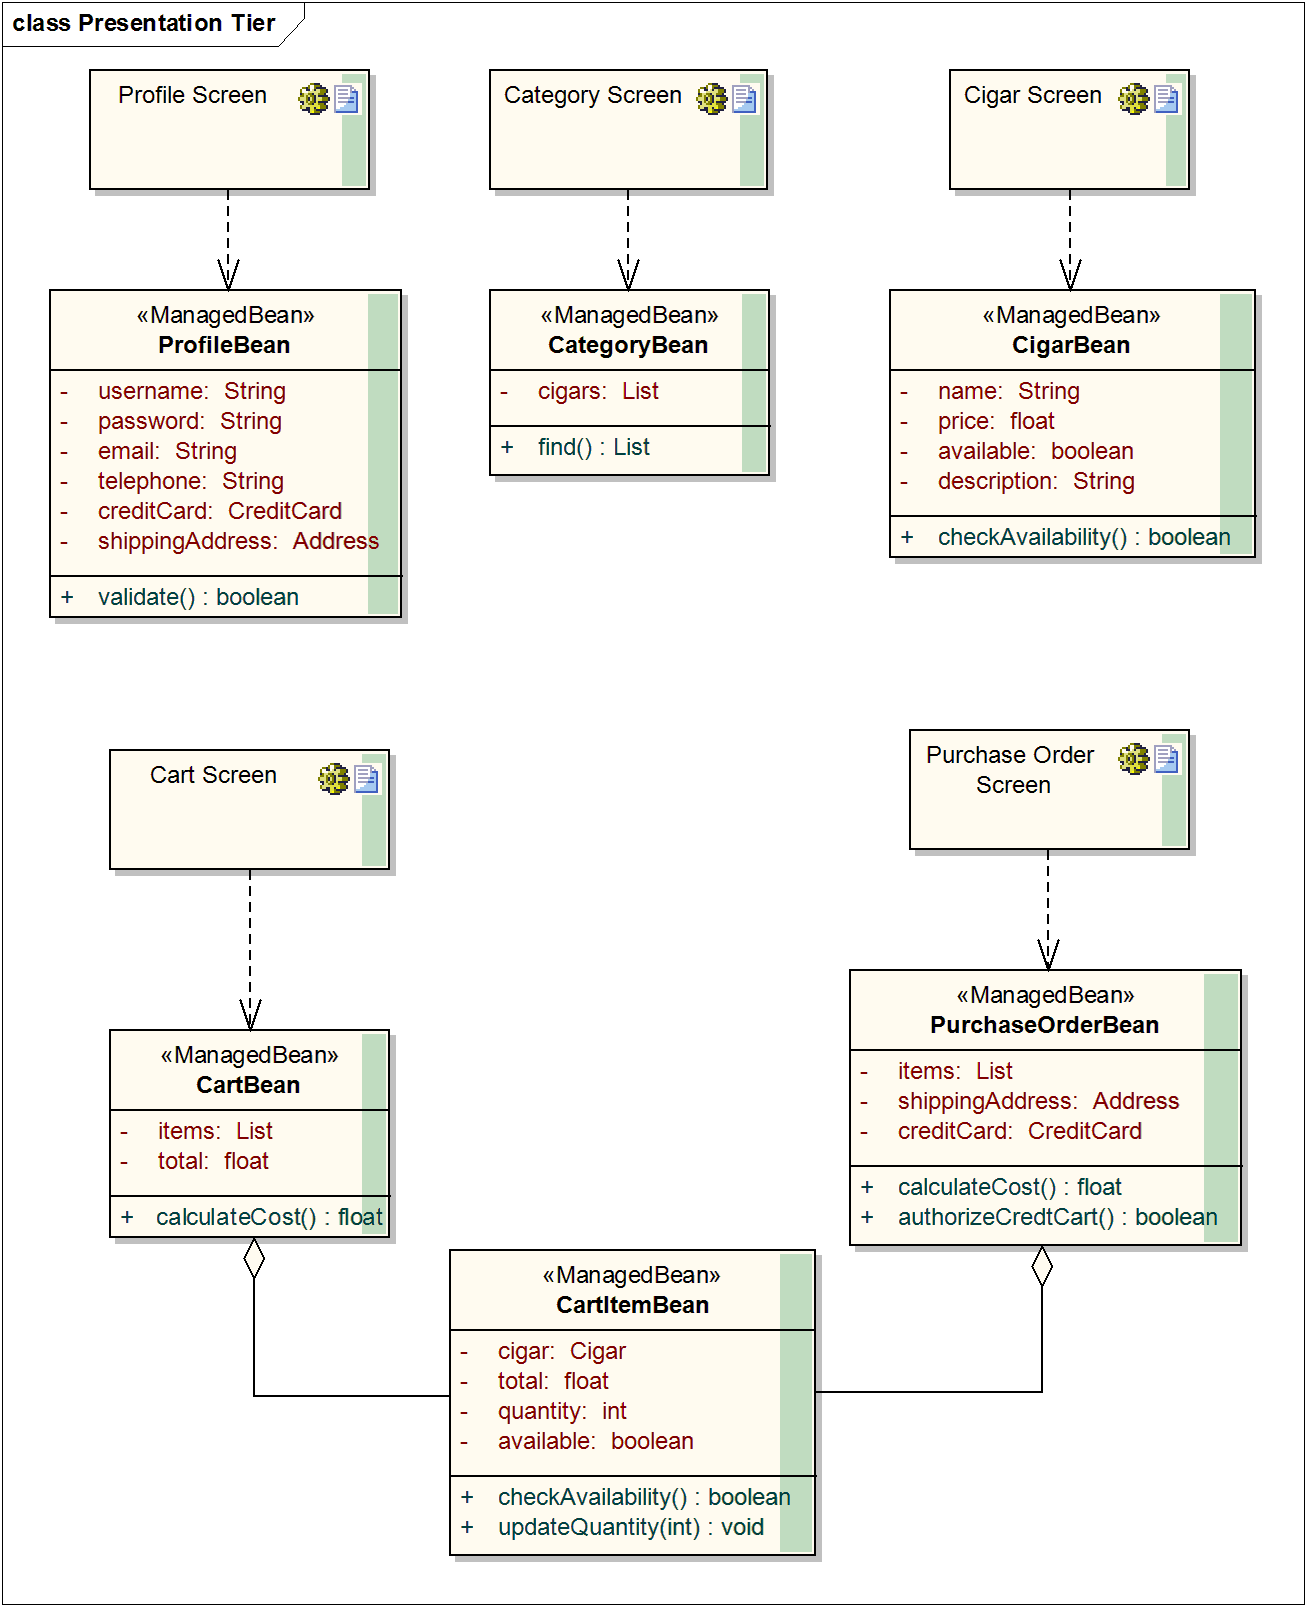 class Presentation Tier
Profile Screen
Category Screen
Cigar Screen
«ManagedBean»
ProfileBean
- username: String
- password: String
- email: String
- telephone: String
- creditCard: CreditCard
- shippingAddress: Address
+ validate() : boolean
«ManagedBean»
CategoryBean
- cigars: List
+ find() : List
«ManagedBean»
CigarBean
- name: String
- price: float
- available: boolean
- description: String
+ checkAvailability() : boolean
Cart Screen
Purchase Order
Screen
«ManagedBean»
CartBean
- items: List
- total: float
+ calculateCost() : float
«ManagedBean»
PurchaseOrderBean
- items: List
- shippingAddress: Address
- creditCard: CreditCard
+ calculateCost() : float
+ authorizeCredtCart() : boolean
«ManagedBean»
CartItemBean
- cigar: Cigar
- total: float
- quantity: int
- available: boolean
+ checkAvailability() : boolean
+ updateQuantity(int) : void